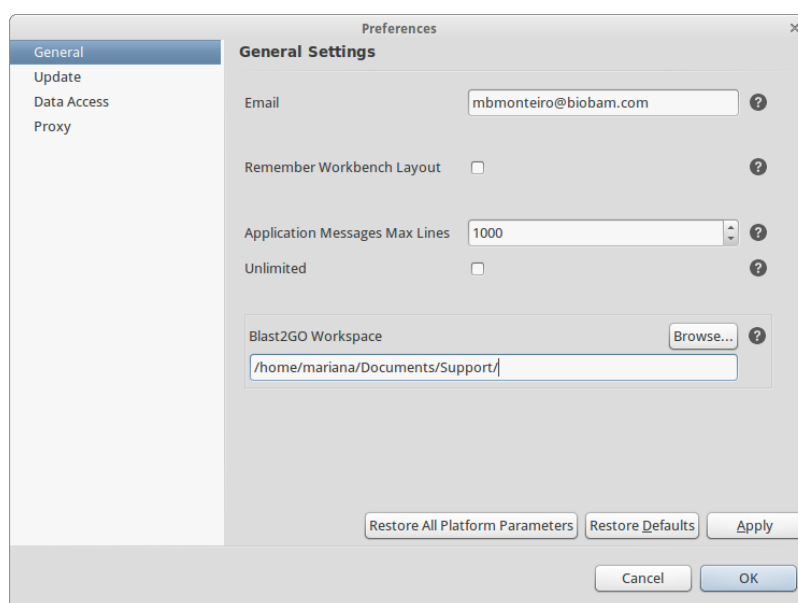 Preferences
General
Update
Data Access
Proxy
General Settings
Email
mbmonteiro@biobam.com
?
Remember Workbench Layout
?
Application Messages Max Lines
1000
?
Unlimited
?
Blast2GO Workspace
Browse...
?
/home/mariana/Documents/Support/
Restore All Platform Parameters
Restore Defaults
Apply
Cancel
OK